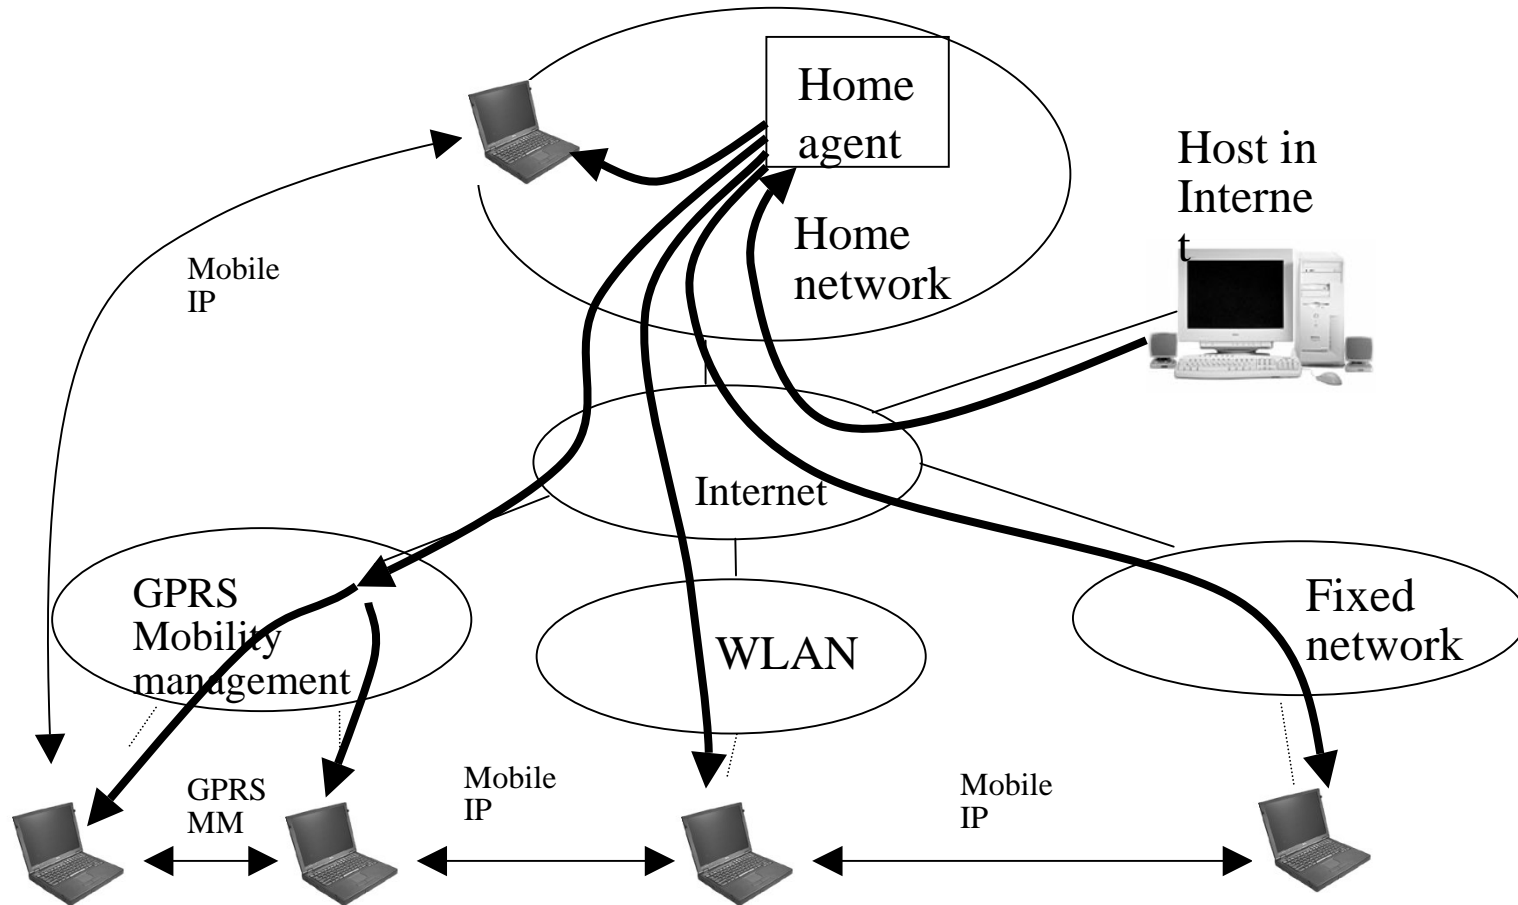 Home
agent
Host in
Interne
t
Home
network
Mobile
IP
Internet
GPRS
Mobility
management
WLAN
Fixed
network
GPRS
MM
Mobile
IP
Mobile
IP